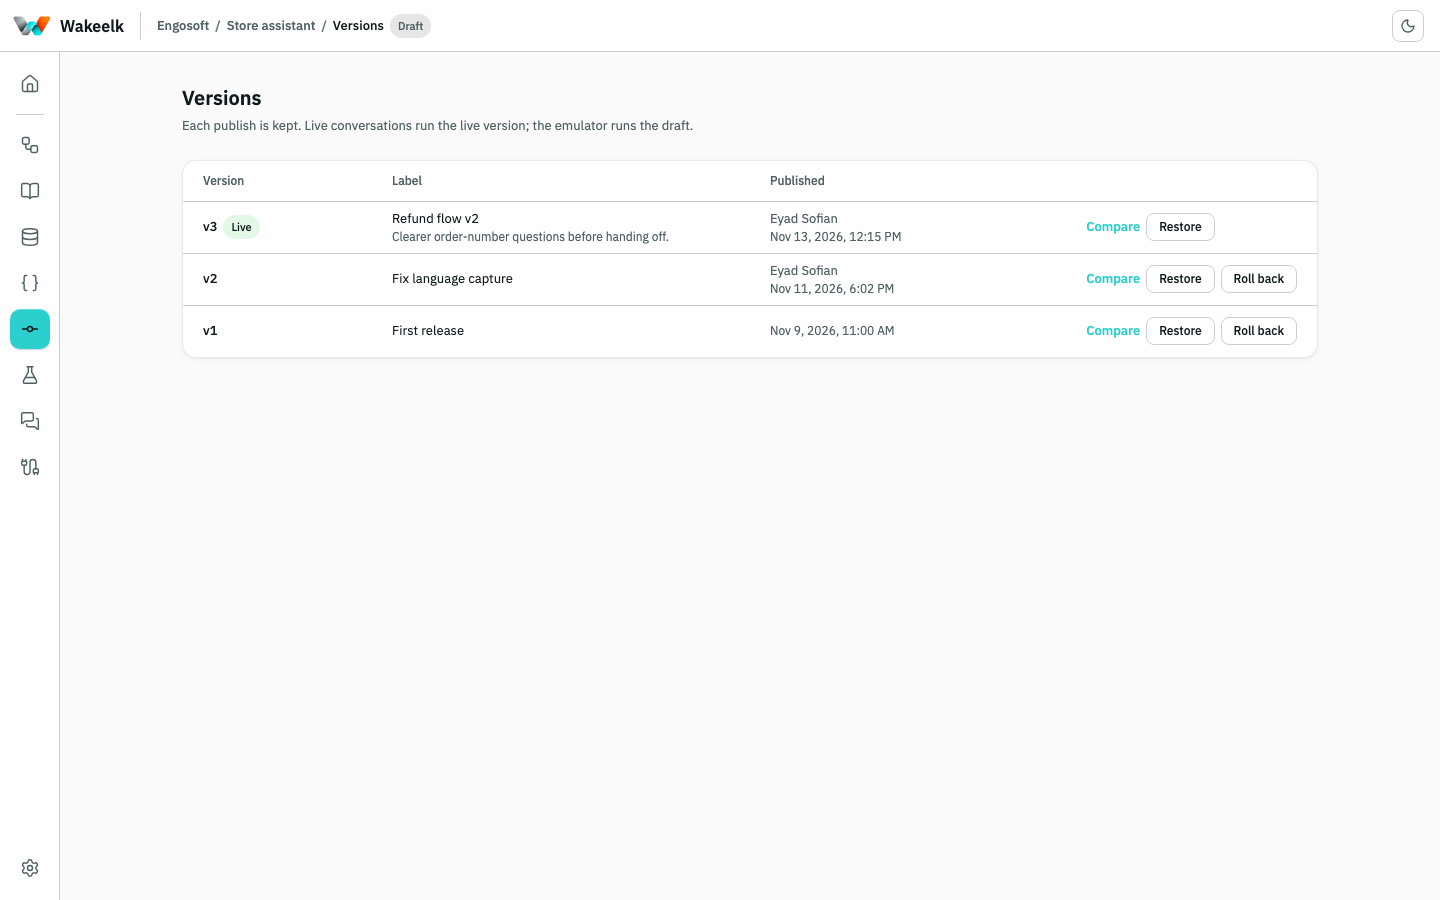 Wakeelk
Engosoft / Store assistant / Versions Draft
Versions
Each publish is kept. Live conversations run the live version; the emulator runs the draft.
Version Label Published
v3 Live Refund flow v2 Eyad Sofian Compare Restore
Clearer order-number questions before handing off. Nov 13, 2026, 12:15 PM
v2 Fix language capture Eyad Sofian Compare Restore Roll back
Nov 11, 2026, 6:02 PM
v1 First release Nov 9, 2026, 11:00 AM Compare Restore Roll back